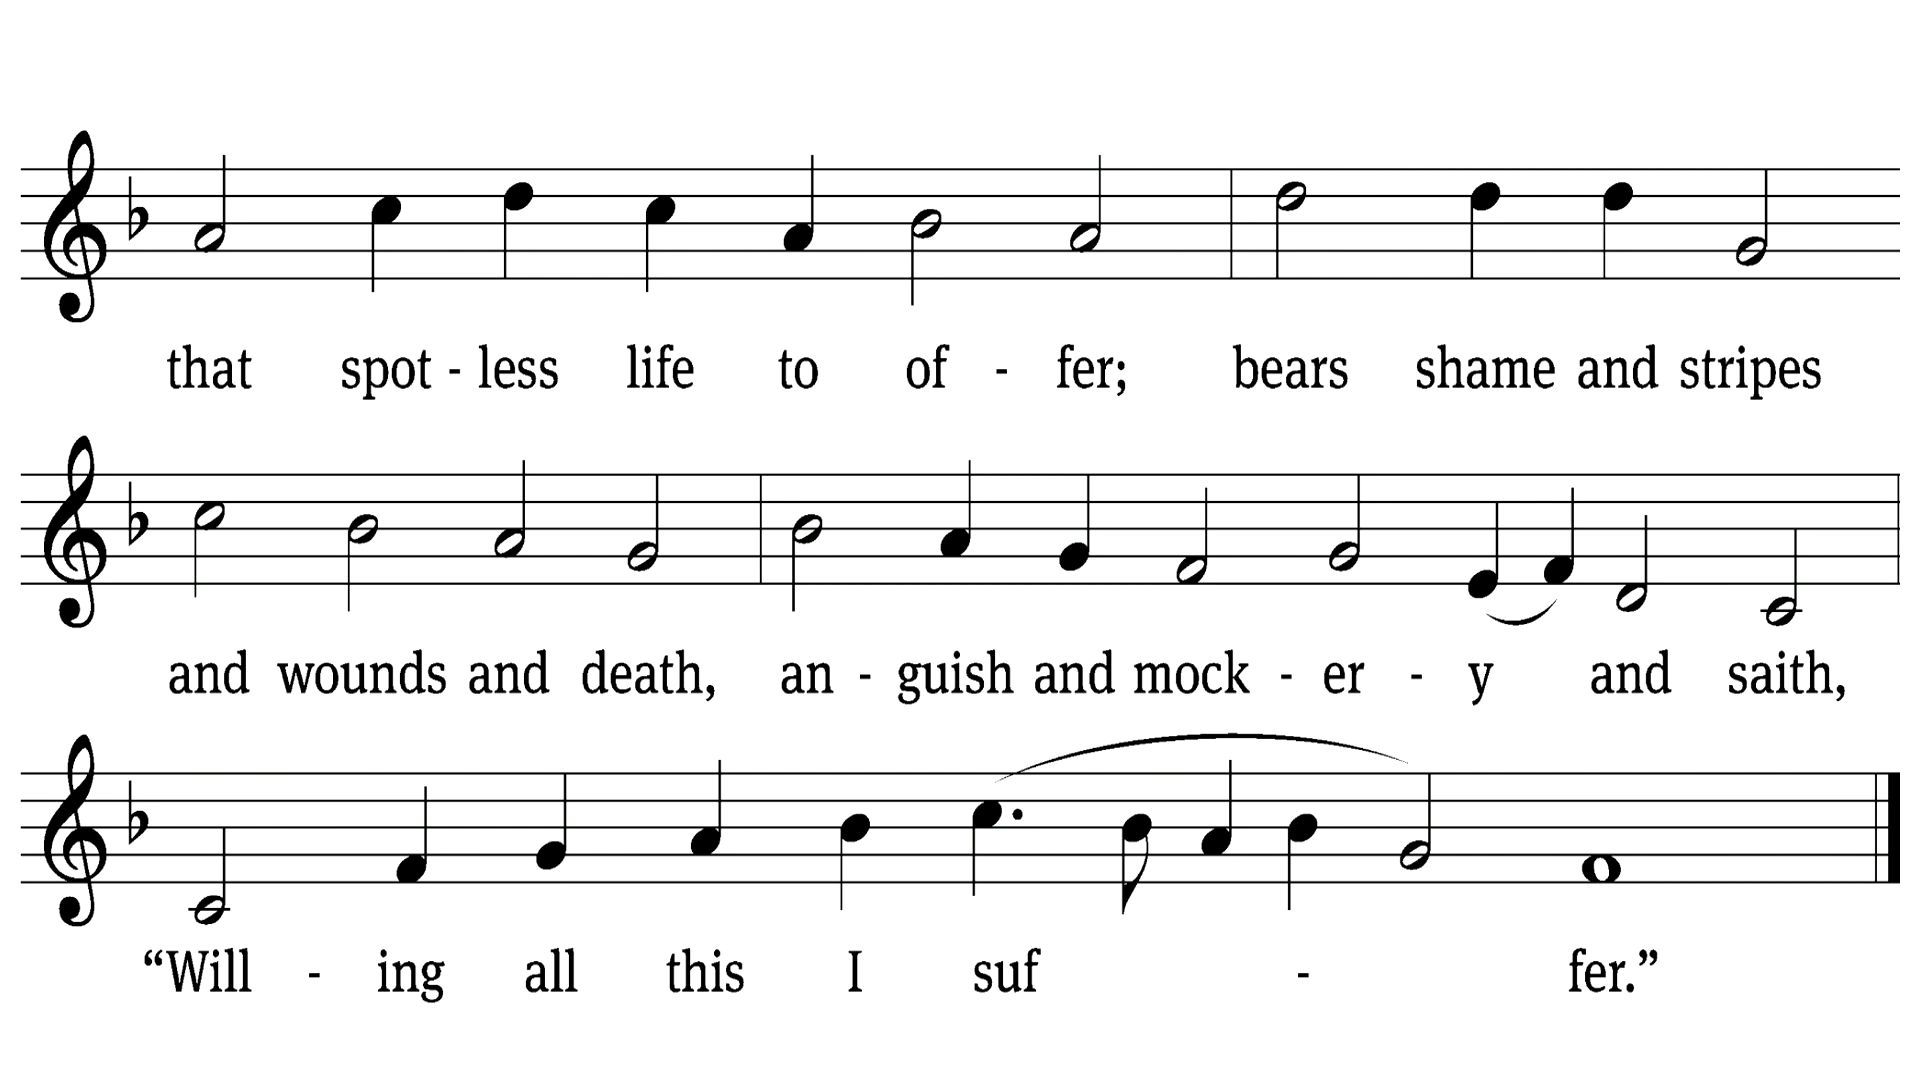 that spot - less life to of - fer; bears shame and stripes
and wounds and death, an - guish and mock - er - y and saith,
“Will - ing all this I suf - fer.”